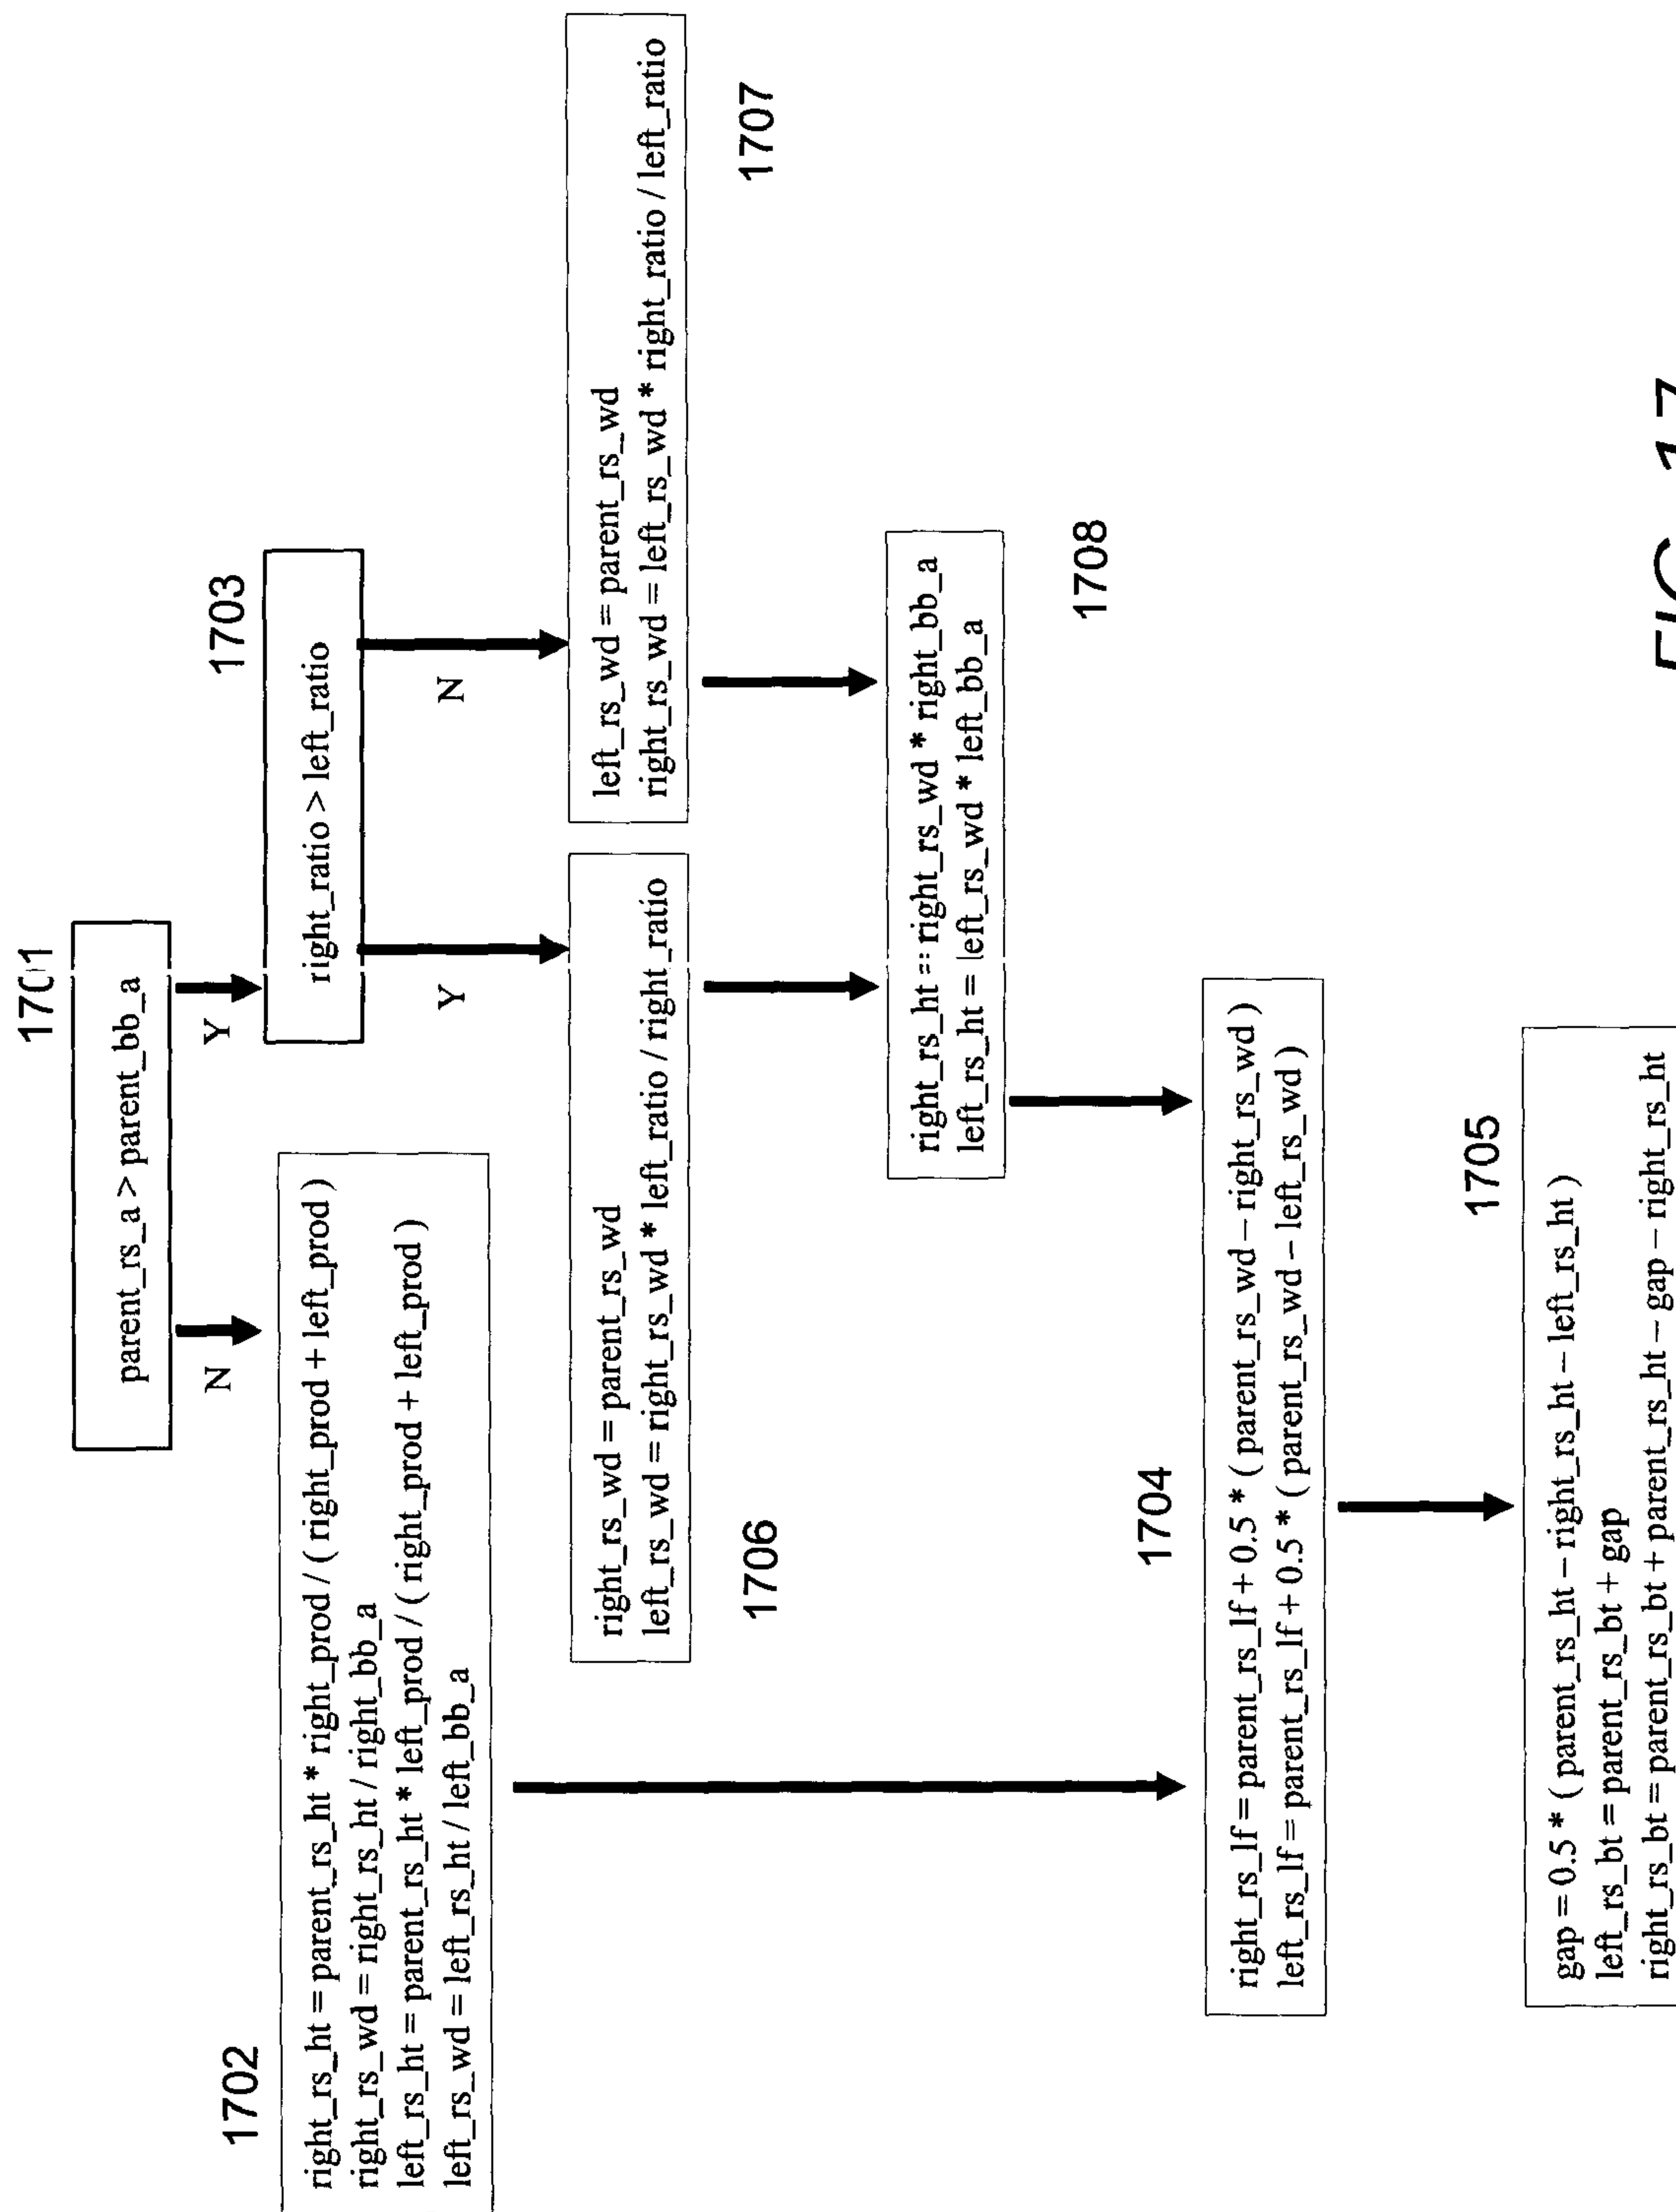 1701
parent_rs_a > parent_bb_a
N
Y
1702
right_rs_ht = parent_rs_ht * right_prod / ( right_prod + left_prod )
right_rs_wd = right_rs_ht / right_bb_a
left_rs_ht = parent_rs_ht * left_prod / ( right_prod + left_prod )
left_rs_wd = left_rs_ht / left_bb_a
1703
right_ratio > left_ratio
Y
N
right_rs_wd = parent_rs_wd
left_rs_wd = right_rs_wd * left_ratio / right_ratio
1706
left_rs_wd = parent_rs_wd
right_rs_wd = left_rs_wd * right_ratio / left_ratio
1707
right_rs_ht = right_rs_wd * right_bb_a
left_rs_ht = left_rs_wd * left_bb_a
1708
1704
right_rs_lf = parent_rs_lf + 0.5 * ( parent_rs_wd – right_rs_wd )
left_rs_lf = parent_rs_lf + 0.5 * ( parent_rs_wd – left_rs_wd )
1705
gap = 0.5 * ( parent_rs_ht – right_rs_ht – left_rs_ht )
left_rs_bt = parent_rs_bt + gap
right_rs_bt = parent_rs_bt + parent_rs_ht – gap – right_rs_ht
FIG. 17